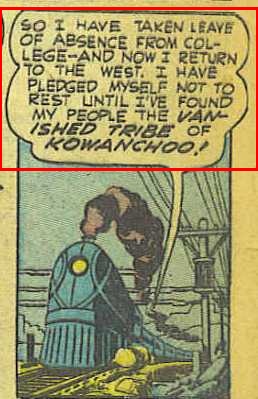 SO I HAVE TAKEN LEAVE
OF ABSENCE FROM COL-
LEGE--AND NOW I RETURN
TO THE WEST. I HAVE
PLEDGED MYSELF NOT TO
REST UNTIL I'VE FOUND
MY PEOPLE THE VAN-
ISHED TRIBE OF
KOWANCHOO!